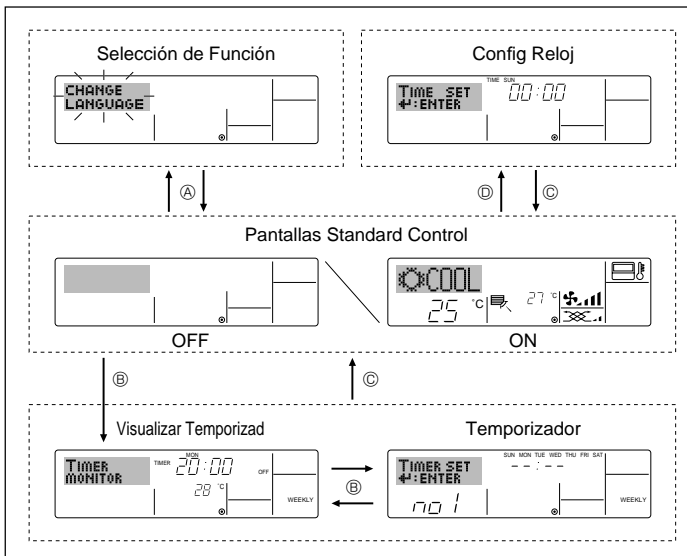 Selección de Función
CHANGE
LANGUAGE
Config Reloj
TIME SUN
TIME SET
↵:ENTER
00:00
Ⓐ
Ⓓ
Ⓒ
Pantallas Standard Control
OFF
COOL
25 °C
27 °C
ON
Ⓑ
Ⓒ
Visualizar Temporizad
TIMER
MONITOR
MON
TIMER 20:00 OFF
28 °C
WEEKLY
Ⓑ
Temporizador
SUN MON TUE WED THU FRI SAT
TIMER SET
↵:ENTER
--:--
no 1
WEEKLY